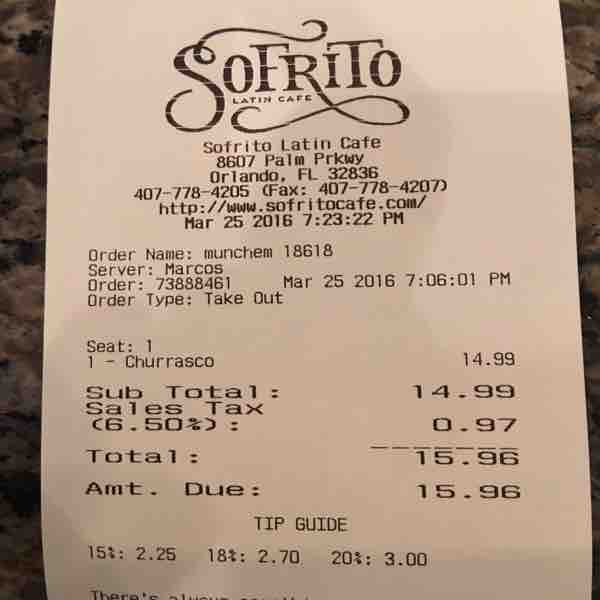 SOFRITO
LATIN CAFE
Sofrito Latin Cafe
8607 Palm Prkwy
Orlando, FL 32836
407-778-4205 (Fax: 407-778-4207)
http://www.sofritocafe.com/
Mar 25 2016 7:23:22 PM
Order Name: munchem 18618
Server: Marcos
Order: 73888461 Mar 25 2016 7:06:01 PM
Order Type: Take Out
Seat: 1
1 - Churrasco 14.99
Sub Total: 14.99
Sales Tax
(6.50%): 0.97
Total: 15.96
Amt. Due: 15.96
TIP GUIDE
15%: 2.25 18%: 2.70 20%: 3.00
There's always